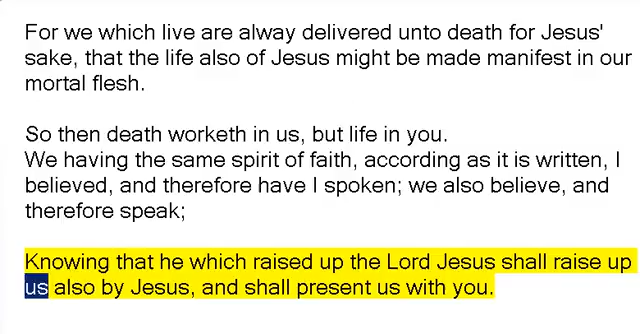 For we which live are alway delivered unto death for Jesus'
sake, that the life also of Jesus might be made manifest in our
mortal flesh.
So then death worketh in us, but life in you.
We having the same spirit of faith, according as it is written, I
believed, and therefore have I spoken; we also believe, and
therefore speak;
Knowing that he which raised up the Lord Jesus shall raise up
us also by Jesus, and shall present us with you.